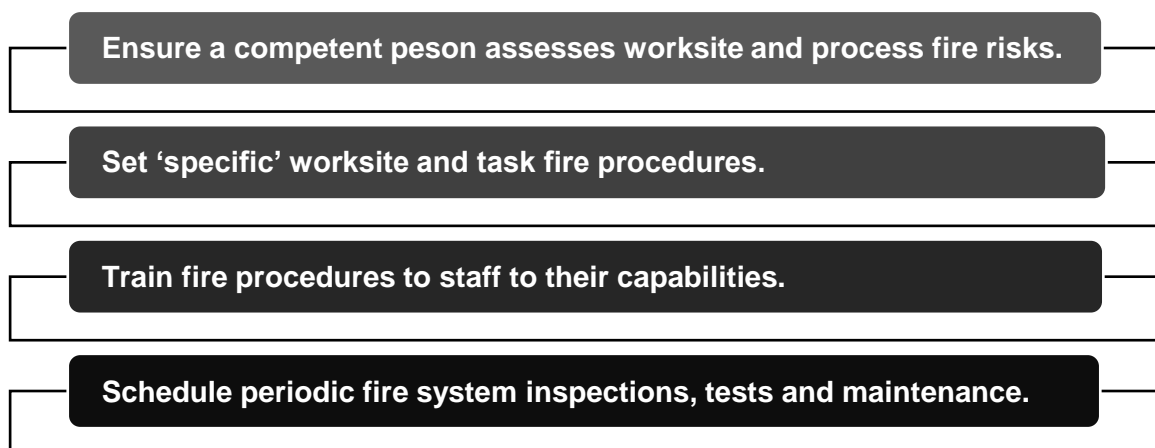 Ensure a competent peson assesses worksite and process fire risks.
Set ‘specific’ worksite and task fire procedures.
Train fire procedures to staff to their capabilities.
Schedule periodic fire system inspections, tests and maintenance.